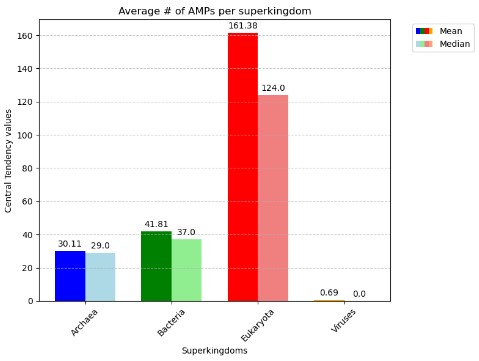 Average # of AMPs per superkingdom
Mean
Median
Central Tendency values
160
140
120
100
80
60
40
20
0
30.11
29.0
41.81
37.0
161.38
124.0
0.69
0.0
Archaea
Bacteria
Eukaryota
Viruses
Superkingdoms